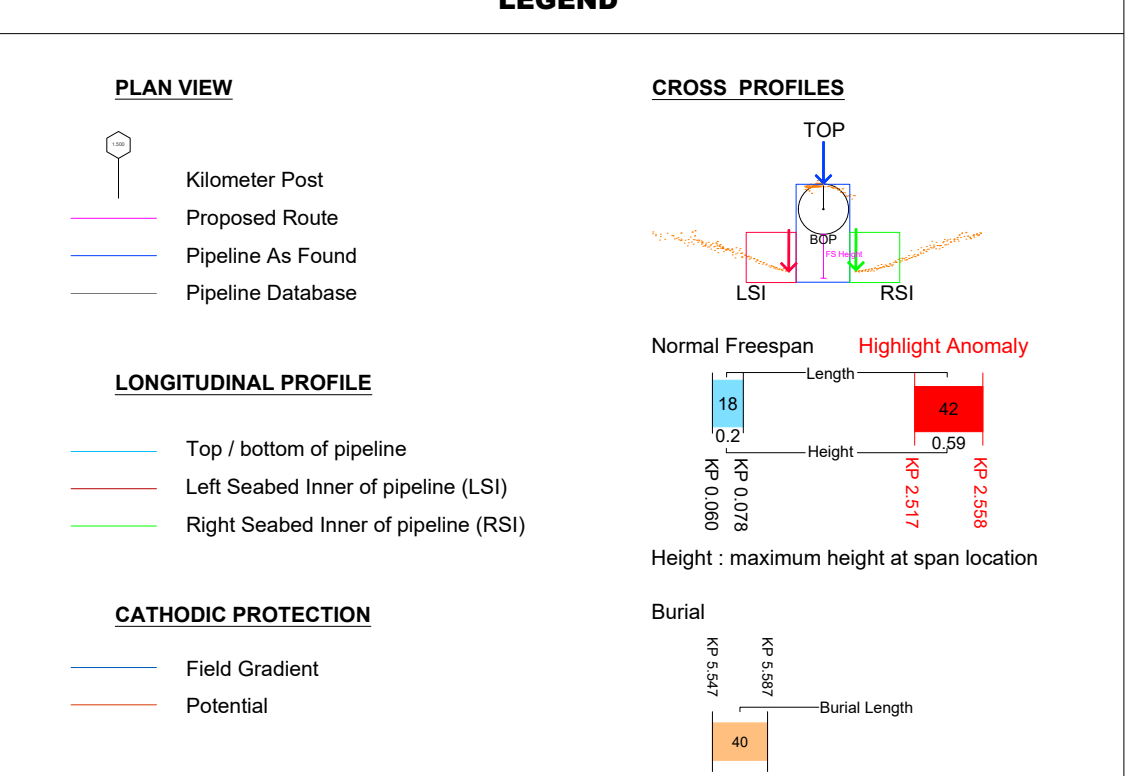 LEGEND
PLAN VIEW
1.500
Kilometer Post
Proposed Route
Pipeline As Found
Pipeline Database
LONGITUDINAL PROFILE
Top / bottom of pipeline
Left Seabed Inner of pipeline (LSI)
Right Seabed Inner of pipeline (RSI)
CATHODIC PROTECTION
Field Gradient
Potential
CROSS PROFILES
TOP
BOP
FS Height
LSI
RSI
Normal Freespan
Highlight Anomaly
Length
18
42
0.2
0.59
Height
KP 0.060
KP 0.078
KP 2.517
KP 2.558
Height : maximum height at span location
Burial
KP 5.547
KP 5.587
Burial Length
40